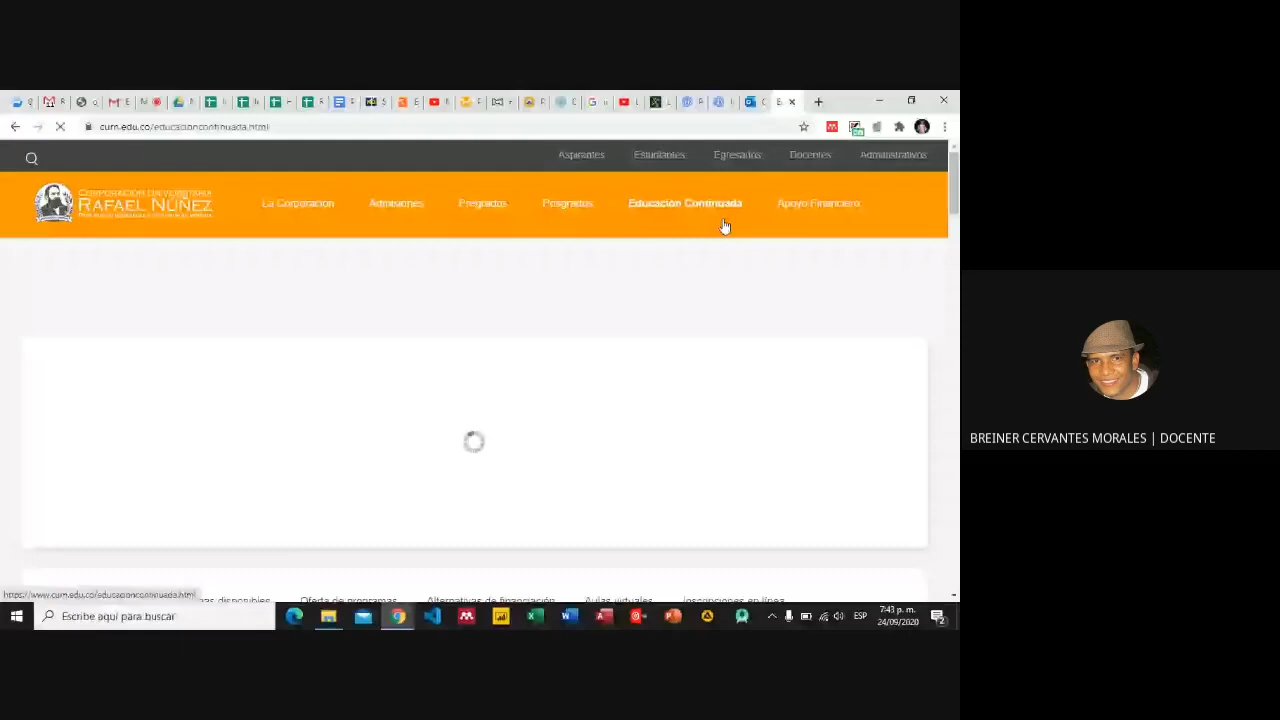 curn.edu.co/educacioncontinuada.html
Aspirantes Estudiantes Egresados Docentes Administrativos
CORPORACIÓN UNIVERSITARIA
RAFAEL NÚÑEZ
La Corporación Admisiones Pregrados Posgrados Educación Continuada Apoyo Financiero
BREINER CERVANTES MORALES | DOCENTE
https://www.curn.edu.co/educacioncontinuada.html
disponibles Oferta de programas Alternativas de financiación Aulas virtuales Inscripciones en línea
Escribe aquí para buscar
ESP
7:43 p. m.
24/09/2020